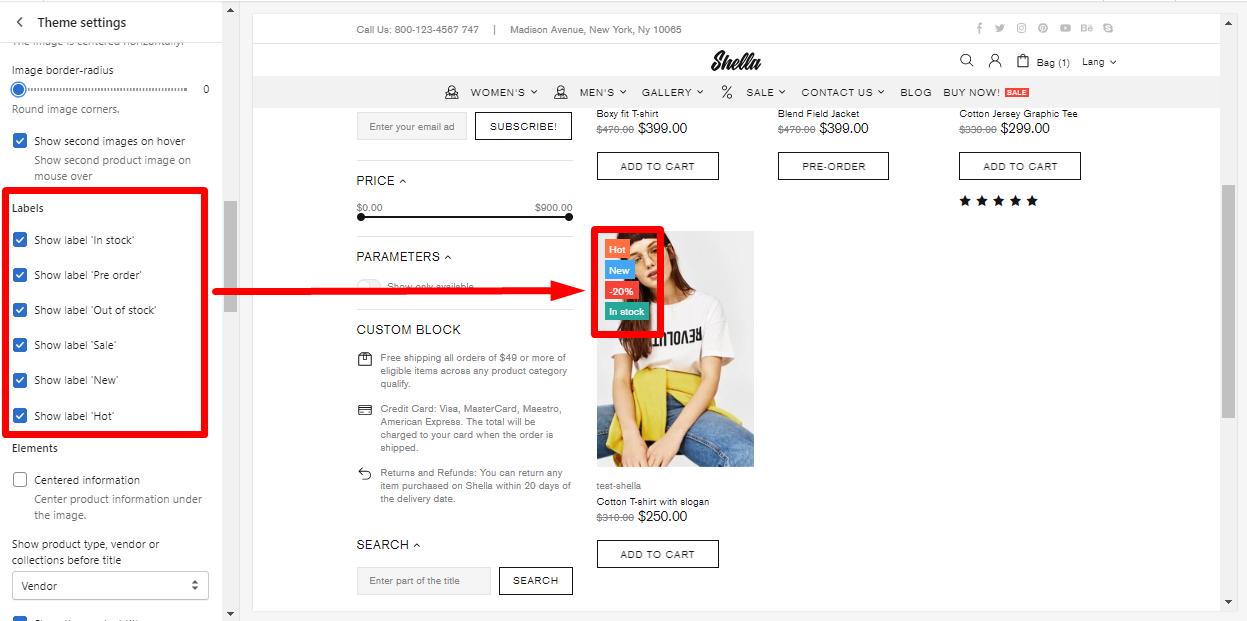 Theme settings
The image is centered horizontally.
Image border-radius
0
Round image corners.
Show second images on hover
Show second product image on
mouse over
Labels
Show label 'In stock'
Show label 'Pre order'
Show label 'Out of stock'
Show label 'Sale'
Show label 'New'
Show label 'Hot'
Elements
Centered information
Center product information under
the image.
Show product type, vendor or
collections before title
Vendor
Call Us: 800-123-4567 747 | Madison Avenue, New York, Ny 10065
Shella
Bag (1) Lang
WOMEN'S MEN'S GALLERY SALE CONTACT US BLOG BUY NOW! SALE
Enter your email ad SUBSCRIBE!
PRICE
$0.00 $900.00
PARAMETERS
Show only available
CUSTOM BLOCK
Free shipping all orders of $49 or more of
eligible items across any product category
qualify.
Credit Card: Visa, MasterCard, Maestro,
American Express. The total will be
charged to your card when the order is
shipped.
Returns and Refunds: You can return any
item purchased on Shella within 20 days of
the delivery date.
SEARCH
Enter part of the title SEARCH
Boxy fit T-shirt
$470.00 $399.00
ADD TO CART
Blend Field Jacket
$470.00 $399.00
PRE-ORDER
Cotton Jersey Graphic Tee
$330.00 $299.00
ADD TO CART
Hot
New
-20%
In stock
REVOLUTION
test-shella
Cotton T-shirt with slogan
$310.00 $250.00
ADD TO CART